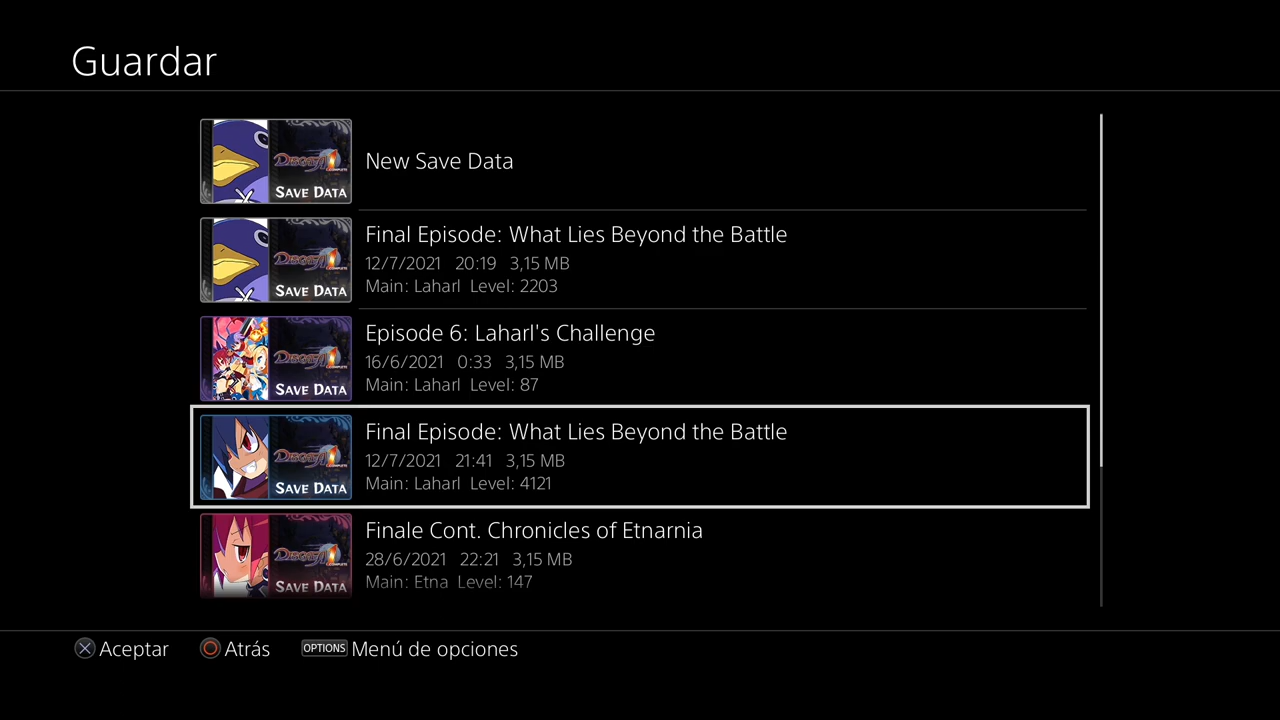 Guardar
SAVE DATA
New Save Data
SAVE DATA
Final Episode: What Lies Beyond the Battle
12/7/2021 20:19 3,15 MB
Main: Laharl Level: 2203
SAVE DATA
Episode 6: Laharl's Challenge
16/6/2021 0:33 3,15 MB
Main: Laharl Level: 87
SAVE DATA
Final Episode: What Lies Beyond the Battle
12/7/2021 21:41 3,15 MB
Main: Laharl Level: 4121
SAVE DATA
Finale Cont. Chronicles of Etnarnia
28/6/2021 22:21 3,15 MB
Main: Etna Level: 147
Aceptar Atrás OPTIONS Menú de opciones